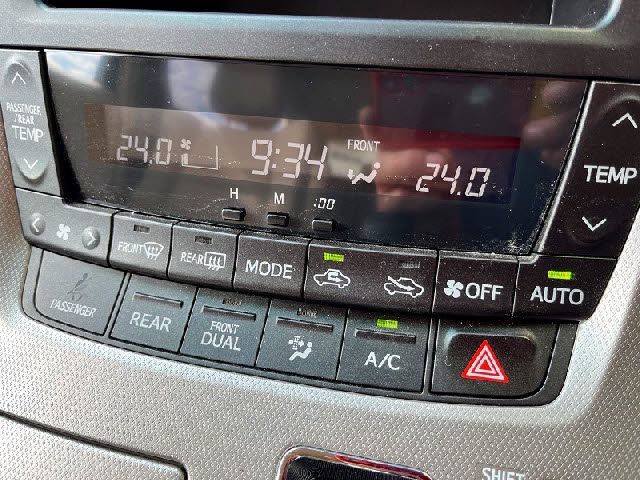 PASSENGER
/REAR
TEMP
24.0
9:34
FRONT
24.0
TEMP
H
M
:00
FRONT
REAR
MODE
OFF
AUTO
PASSENGER
REAR
FRONT
DUAL
A/C
SHIFT